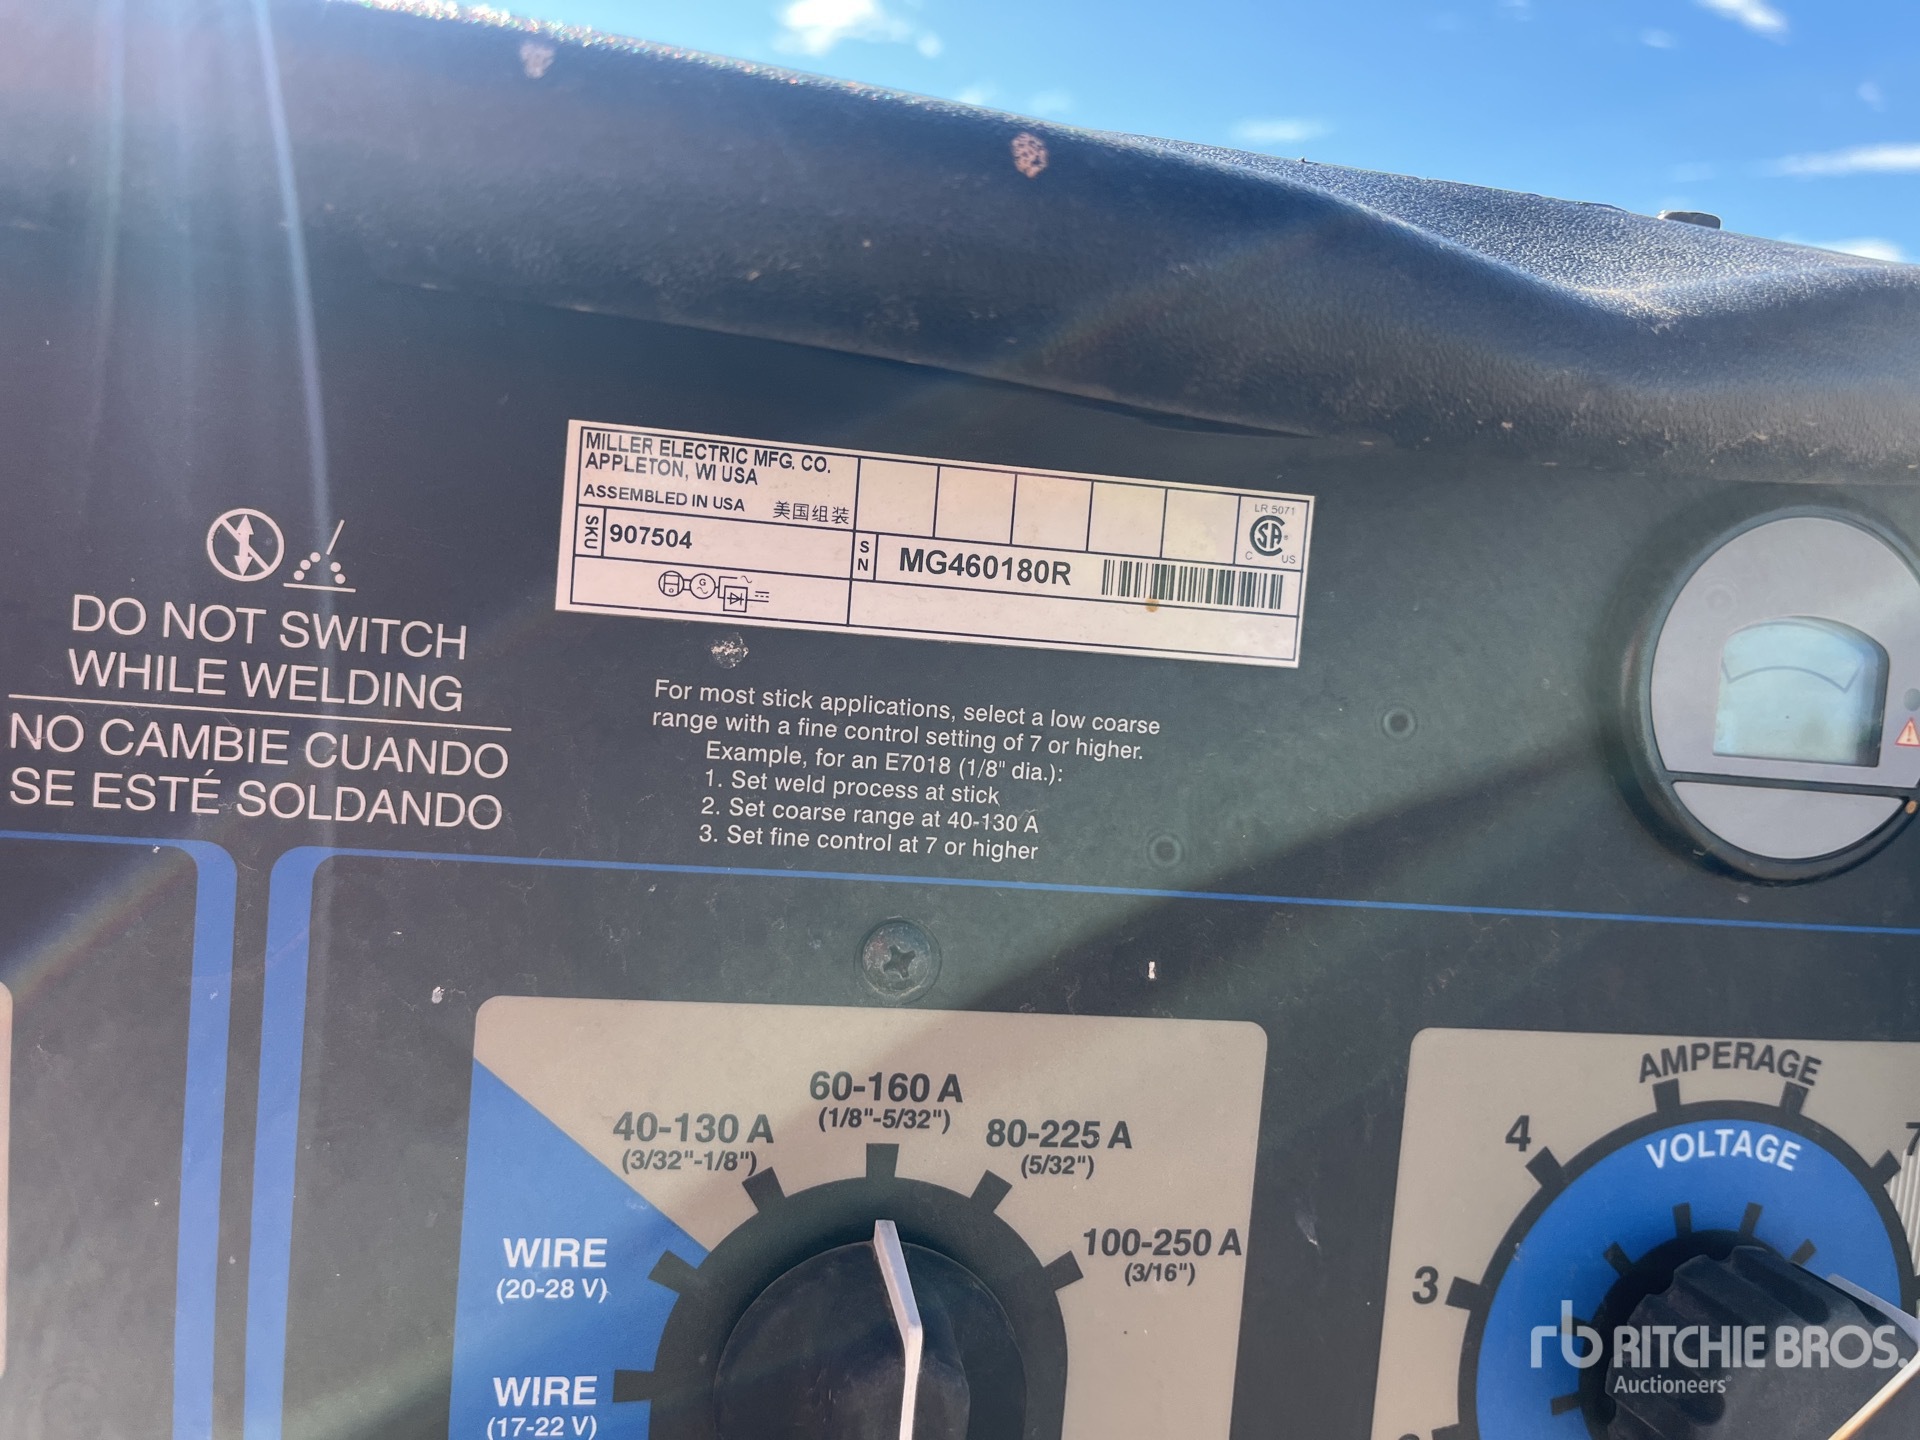 MILLER ELECTRIC MFG. CO.
APPLETON, WI USA
ASSEMBLED IN USA 美国组装
SKU 907504
SN MG460180R
LR 5071
CSA
C US
G
DO NOT SWITCH
WHILE WELDING
NO CAMBIE CUANDO
SE ESTÉ SOLDANDO
For most stick applications, select a low coarse
range with a fine control setting of 7 or higher.
Example, for an E7018 (1/8" dia.):
1. Set weld process at stick
2. Set coarse range at 40-130 A
3. Set fine control at 7 or higher
60-160 A
(1/8"-5/32")
40-130 A
(3/32"-1/8")
80-225 A
(5/32")
100-250 A
(3/16")
WIRE
(20-28 V)
WIRE
(17-22 V)
AMPERAGE
VOLTAGE
4
3
7
rb RITCHIE BROS.
Auctioneers